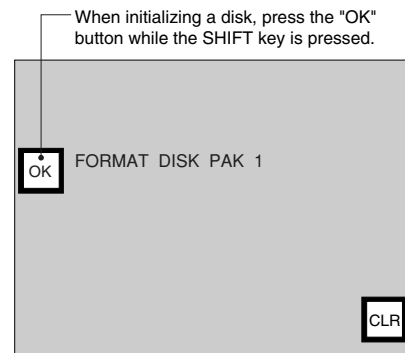 When initializing a disk, press the "OK"
button while the SHIFT key is pressed.
OK
FORMAT DISK PAK 1
CLR